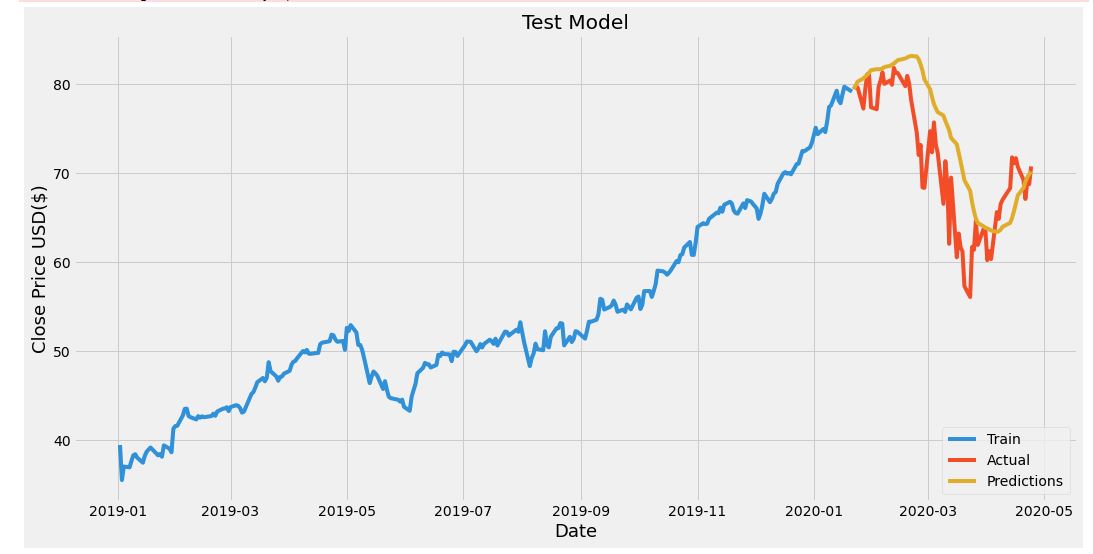 Test Model
Close Price USD($)
80
70
60
50
40
2019-01 2019-03 2019-05 2019-07 2019-09 2019-11 2020-01 2020-03 2020-05
Date
Train
Actual
Predictions